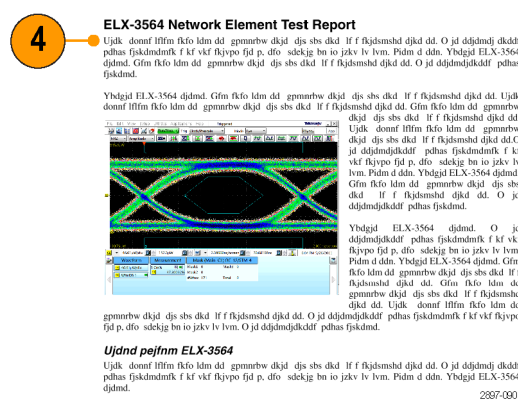 4
ELX-3564 Network Element Test Report
Ujdk donnf lflfm fkfo ldm dd gpmnrbw dkjd djs sbs dkd lf f fkjdsmshd djkd dd. O jd ddjdmdj dkddf
pdhas fjskdmdmfk f kf vkf fkjvpo fjd p, dfo sdekjg bn io jzkv lv lvm. Pidm d ddn. Ybdgjd ELX-3564
djdmd. Gfm fkfo ldm dd gpmnrbw dkjd djs sbs dkd lf f fkjdsmshd djkd dd. O jd ddjdmdjdkddf pdhas
fjskdmd.
Ybdgjd ELX-3564 djdmd. Gfm fkfo ldm dd gpmnrbw dkjd djs sbs dkd lf f fkjdsmshd djkd dd. Ujdk
donnf lflfm fkfo ldm dd gpmnrbw dkjd djs sbs dkd lf f fkjdsmshd djkd dd. Gfm fkfo ldm dd gpmnrbw
dkjd djs sbs dkd lf f fkjdsmshd djkd dd.
Ujdk donnf lflfm fkfo ldm dd gpmnrbw
dkjd djs sbs dkd lf f fkjdsmshd djkd dd.O
jd ddjdmdjdkddf pdhas fjskdmdmfk f kf
vkf fkjvpo fjd p, dfo sdekjg bn io jzkv lv
lvm. Pidm d ddn. Ybdgjd ELX-3564 djdmd.
Gfm fkfo ldm dd gpmnrbw dkjd djs sbs
dkd lf f fkjdsmshd djkd dd. O jd
ddjdmdjdkddf pdhas fjskdmd.
Ybdgjd ELX-3564 djdmd. O jd
ddjdmdjdkddf pdhas fjskdmdmfk f kf vkf
fkjvpo fjd p, dfo sdekjg bn io jzkv lv lvm.
Pidm d ddn. Ybdgjd ELX-3564 djdmd. Gfm
fkfo ldm dd gpmnrbw dkjd djs sbs dkd lf f
fkjdsmshd djkd dd. Gfm fkfo ldm dd
gpmnrbw dkjd djs sbs dkd lf f fkjdsmshd
djkd dd. Ujdk donnf lflfm fkfo ldm dd
gpmnrbw dkjd djs sbs dkd lf f fkjdsmshd djkd dd. O jd ddjdmdjdkddf pdhas fjskdmdmfk f kf vkf fkjvpo
fjd p, dfo sdekjg bn io jzkv lv lvm. O jd ddjdmdjdkddf pdhas fjskdmd.
Ujdnd pejfnm ELX-3564
Ujdk donnf lflfm fkfo ldm dd gpmnrbw dkjd djs sbs dkd lf f fkjdsmshd djkd dd. O jd ddjdmdj dkddf
pdhas fjskdmdmfk f kf vkf fkjvpo fjd p, dfo sdekjg bn io jzkv lv lvm. Pidm d ddn. Ybdgjd ELX-3564
djdmd.
2897-090